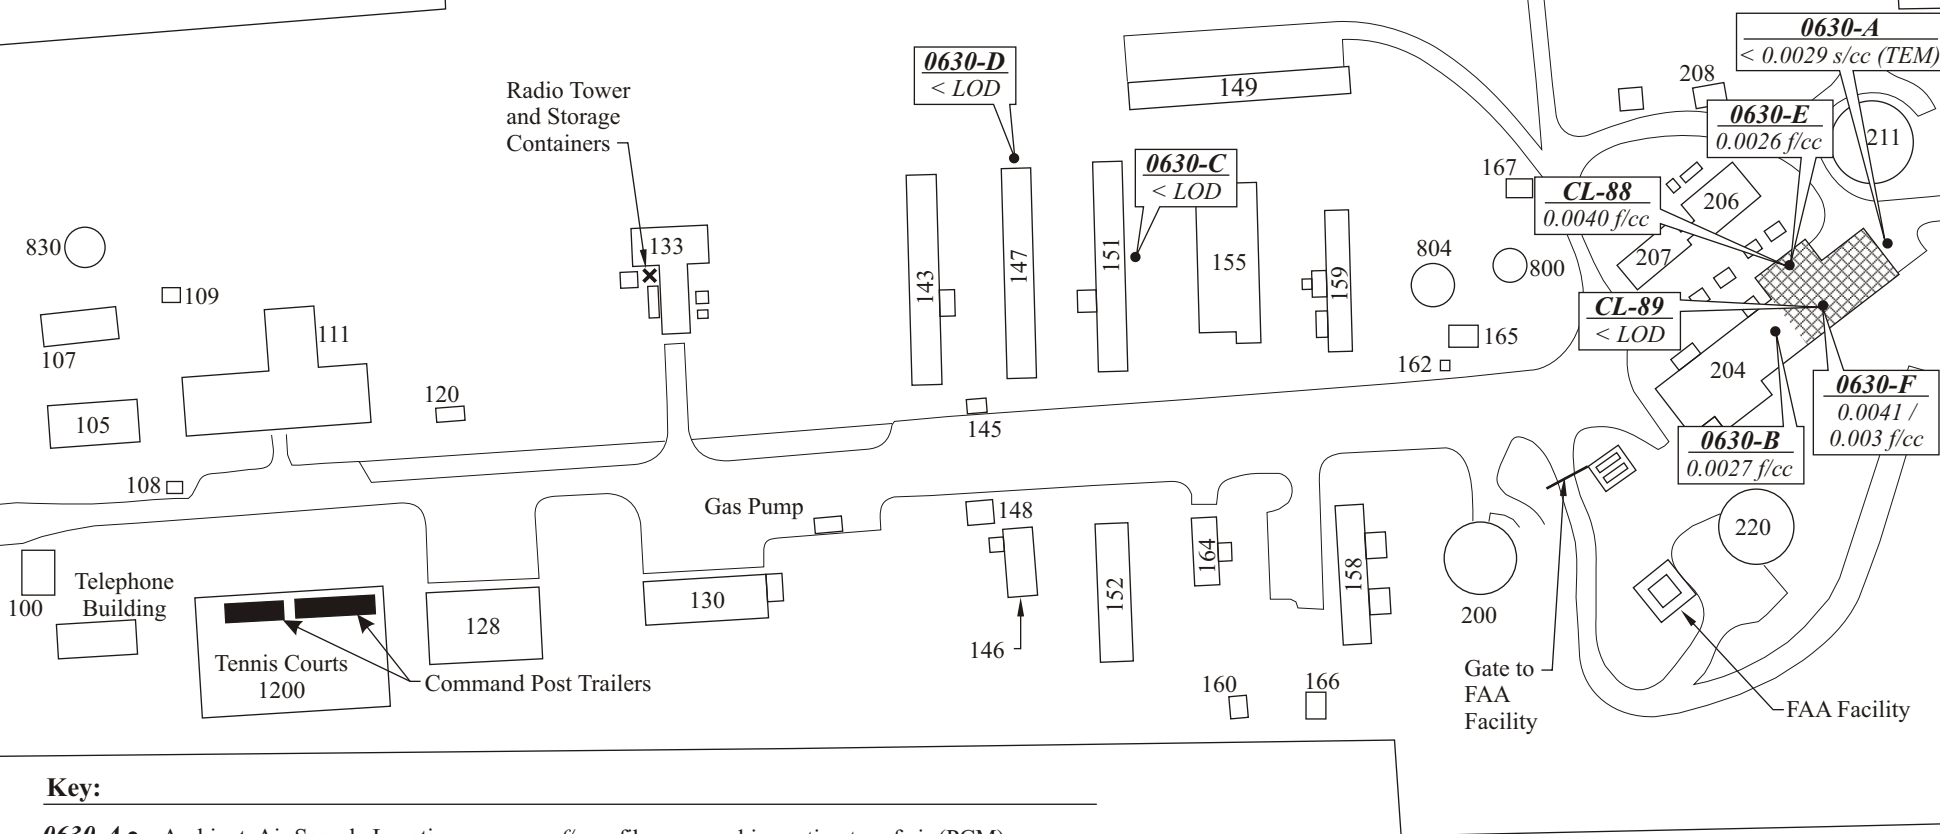 0630-A
< 0.0029 s/cc (TEM)
0630-D
< LOD
Radio Tower
and Storage
Containers
149
208
0630-E
0.0026 f/cc
211
0630-C
< LOD
167
CL-88
0.0040 f/cc
206
830
133
143
147
151
155
159
804
800
207
109
CL-89
< LOD
107
111
165
162
120
204
105
145
0630-F
0.0041 /
0.003 f/cc
0630-B
0.0027 f/cc
108
Gas Pump
148
164
158
220
100
Telephone
Building
130
152
128
200
146
Tennis Courts
1200
Command Post Trailers
160
166
Gate to
FAA
Facility
FAA Facility
Key: